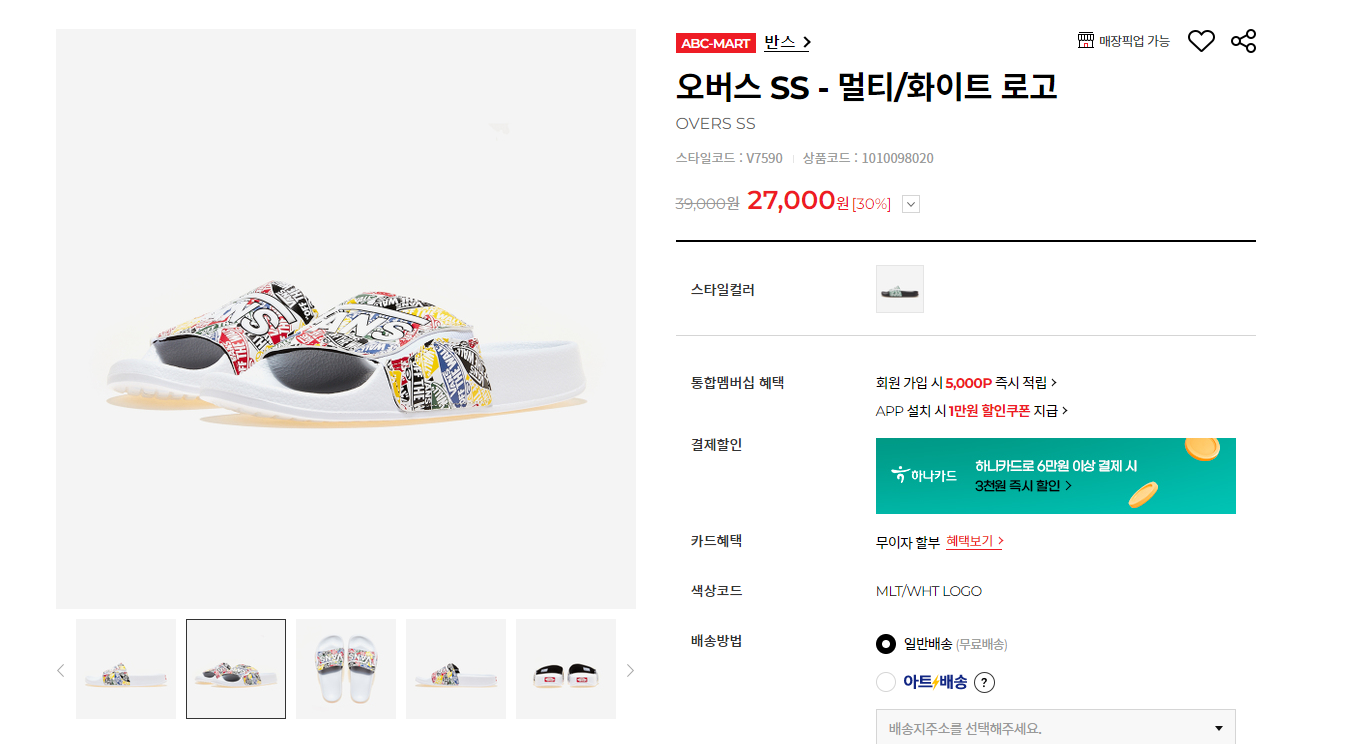 ABC-MART 반스
매장픽업 가능
오버스 SS - 멀티/화이트 로고
OVERS SS
스타일코드 : V7590 상품코드 : 1010098020
39,000원 27,000원 [30%]
스타일컬러
통합멤버십 혜택
회원 가입 시 5,000P 즉시 적립
APP 설치 시 1만원 할인쿠폰 지급
결제할인
하나카드
하나카드로 6만원 이상 결제 시
3천원 즉시 할인
카드혜택
무이자 할부 혜택보기
색상코드
MLT/WHT LOGO
배송방법
일반배송 (무료배송)
아트배송 ?
배송지주소를 선택해주세요.
VANS